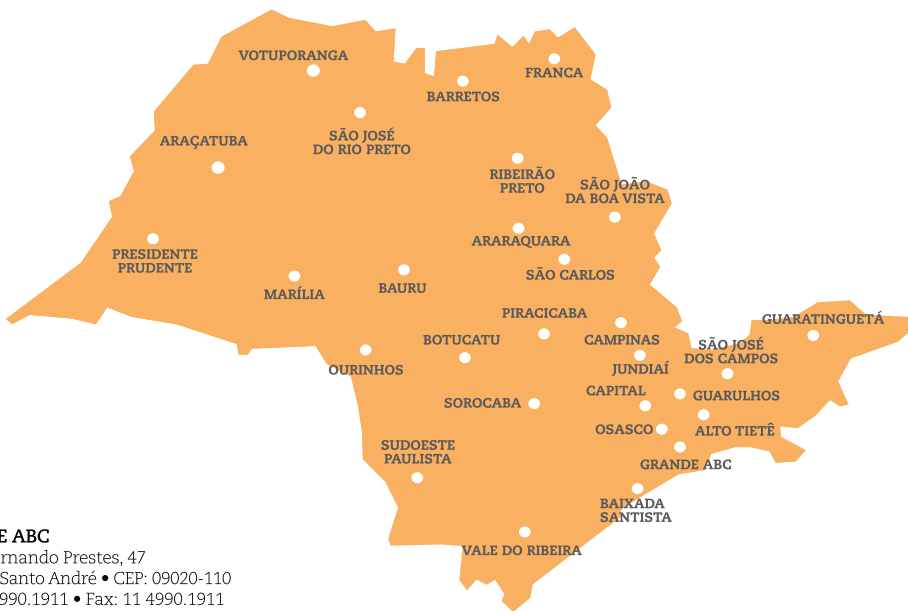 VOTUPORANGA
FRANCA
BARRETOS
SÃO JOSÉ
DO RIO PRETO
ARAÇATUBA
RIBEIRÃO
PRETO
SÃO JOÃO
DA BOA VISTA
ARARAQUARA
PRESIDENTE
PRUDENTE
SÃO CARLOS
MARÍLIA
BAURU
PIRACICABA
GUARATINGUETÁ
BOTUCATU
CAMPINAS
SÃO JOSÉ
DOS CAMPOS
OURINHOS
JUNDIAÍ
CAPITAL
GUARULHOS
SOROCABA
OSASCO
ALTO TIETÊ
SUDOESTE
PAULISTA
GRANDE ABC
BAIXADA
SANTISTA
VALE DO RIBEIRA
E ABC
rnando Prestes, 47
Santo André • CEP: 09020-110
990.1911 • Fax: 11 4990.1911